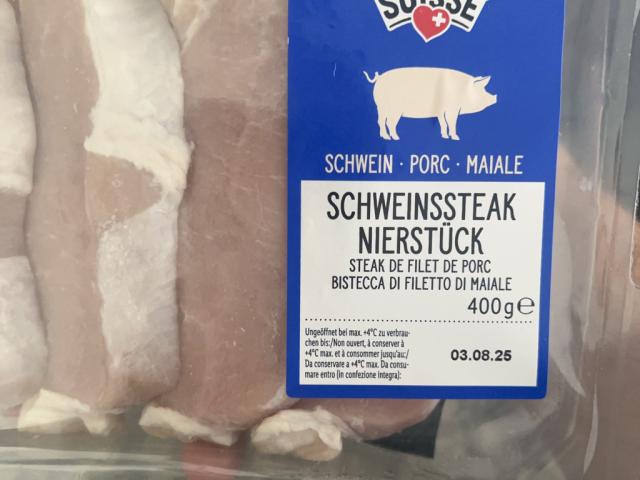 SUISSE
SCHWEIN · PORC · MAIALE
SCHWEINSSTEAK
NIERSTÜCK
STEAK DE FILET DE PORC
BISTECCA DI FILETTO DI MAIALE
400g℮
Ungeöffnet bei max. +4°C zu verbrau-
chen bis:/Non ouvert, à conserver à
+4°C max. et à consommer jusqu'au:/
Da conservare a +4°C max. Da consu-
mare entro (in confezione integra):
03.08.25